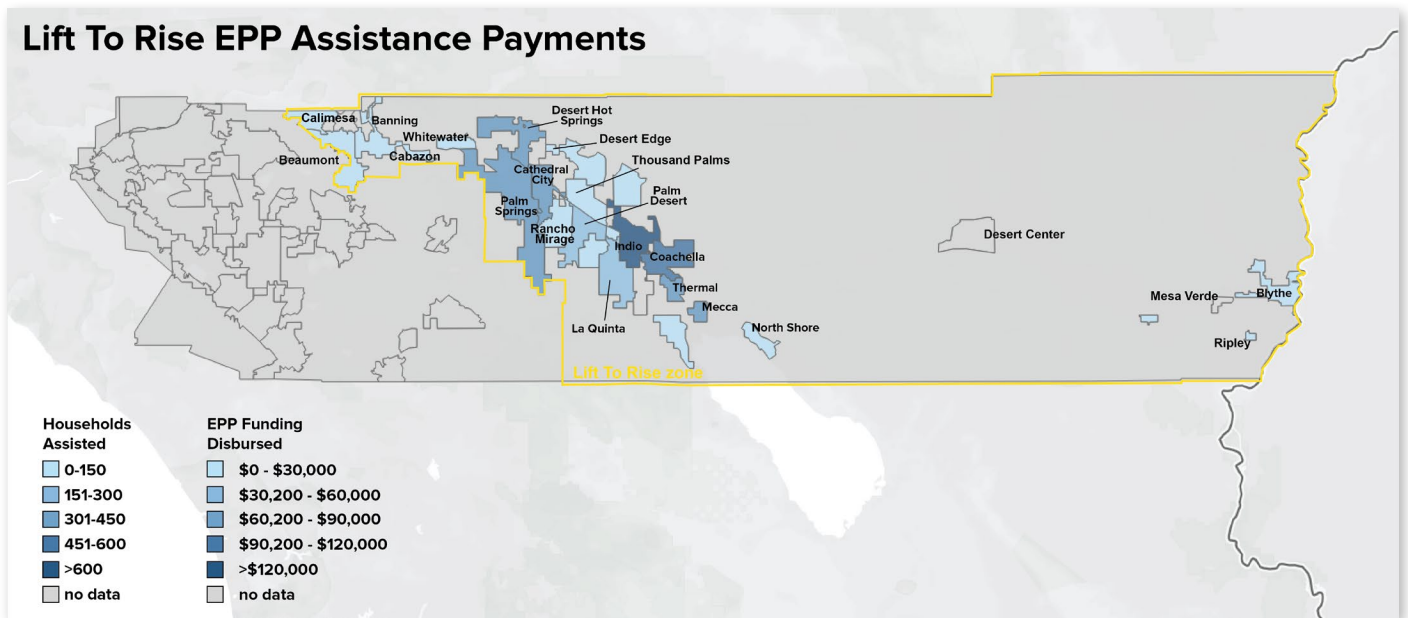 Lift To Rise EPP Assistance Payments
Calimesa
Banning
Beaumont
Whitewater
Cabazon
Desert Hot
Springs
Desert Edge
Thousand Palms
Cathedral
City
Palm
Desert
Palm
Springs
Rancho
Mirage
Indio
Coachella
Thermal
Mecca
La Quinta
North Shore
Desert Center
Mesa Verde
Blythe
Ripley
Lift To Rise zone
Households
Assisted
0-150
151-300
301-450
451-600
>600
no data
EPP Funding
Disbursed
$0 - $30,000
$30,200 - $60,000
$60,200 - $90,000
$90,200 - $120,000
>$120,000
no data